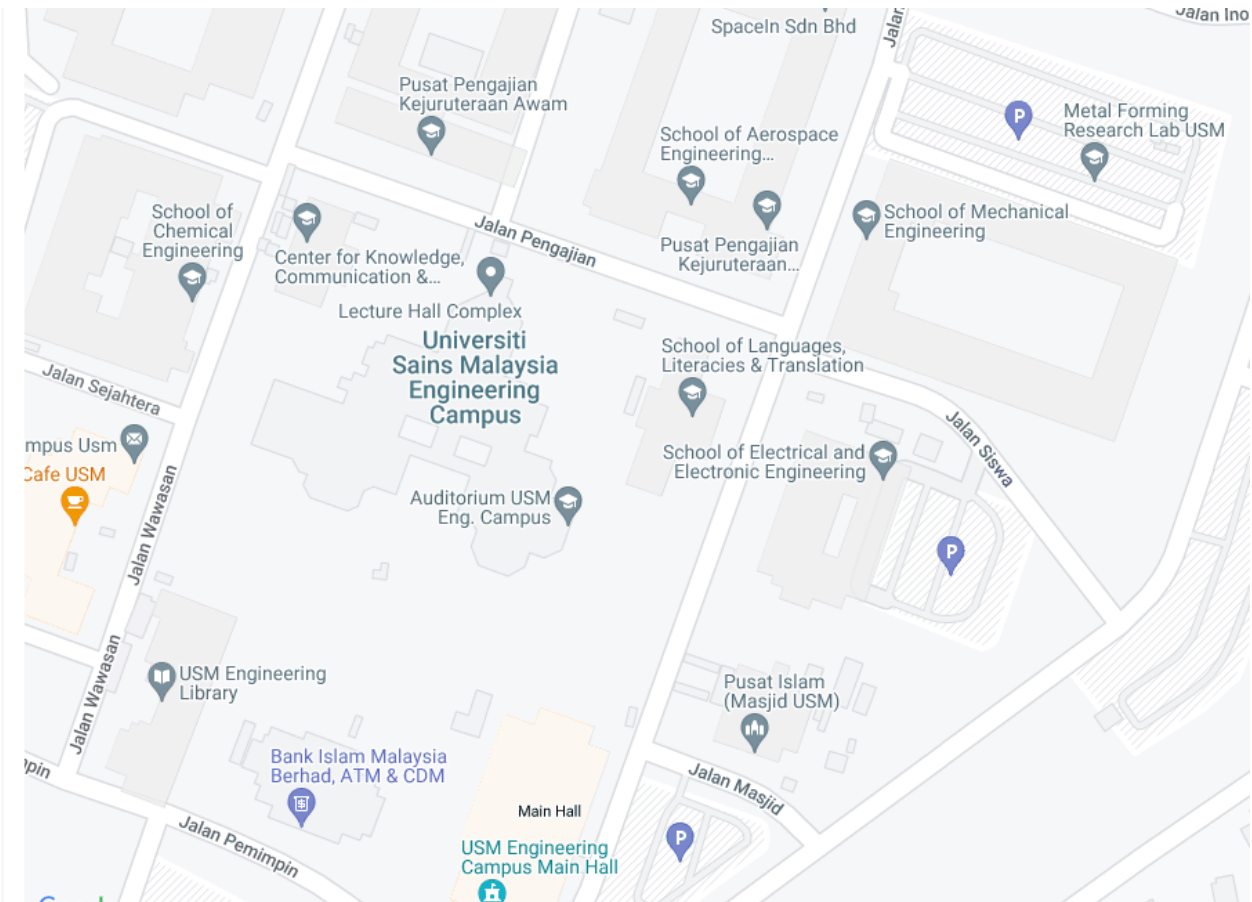 Jalan Ino
SpaceIn Sdn Bhd
Jalan
Pusat Pengajian
Kejuruteraan Awam
P
Metal Forming
Research Lab USM
School of Aerospace
Engineering...
School of
Chemical
Engineering
School of Mechanical
Engineering
Jalan Pengajian
Pusat Pengajian
Kejuruteraan...
Center for Knowledge,
Communication &...
Lecture Hall Complex
Universiti
Sains Malaysia
Engineering
Campus
School of Languages,
Literacies & Translation
Jalan Sejahtera
Jalan Siswa
mpus Usm
Cafe USM
School of Electrical and
Electronic Engineering
Auditorium USM
Eng. Campus
Jalan Wawasan
P
USM Engineering
Library
Jalan Wawasan
Pusat Islam
(Masjid USM)
Bank Islam Malaysia
Berhad, ATM & CDM
mpin
Jalan Masjid
Main Hall
Jalan Pemimpin
P
USM Engineering
Campus Main Hall